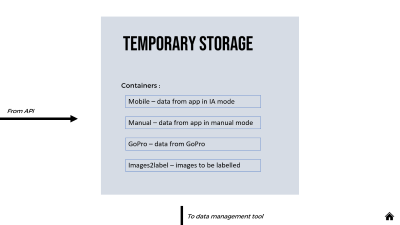 TEMPORARY STORAGE
Containers :
Mobile – data from app in IA mode
From API
Manual – data from app in manual mode
GoPro – data from GoPro
Images2label – images to be labelled
To data management tool